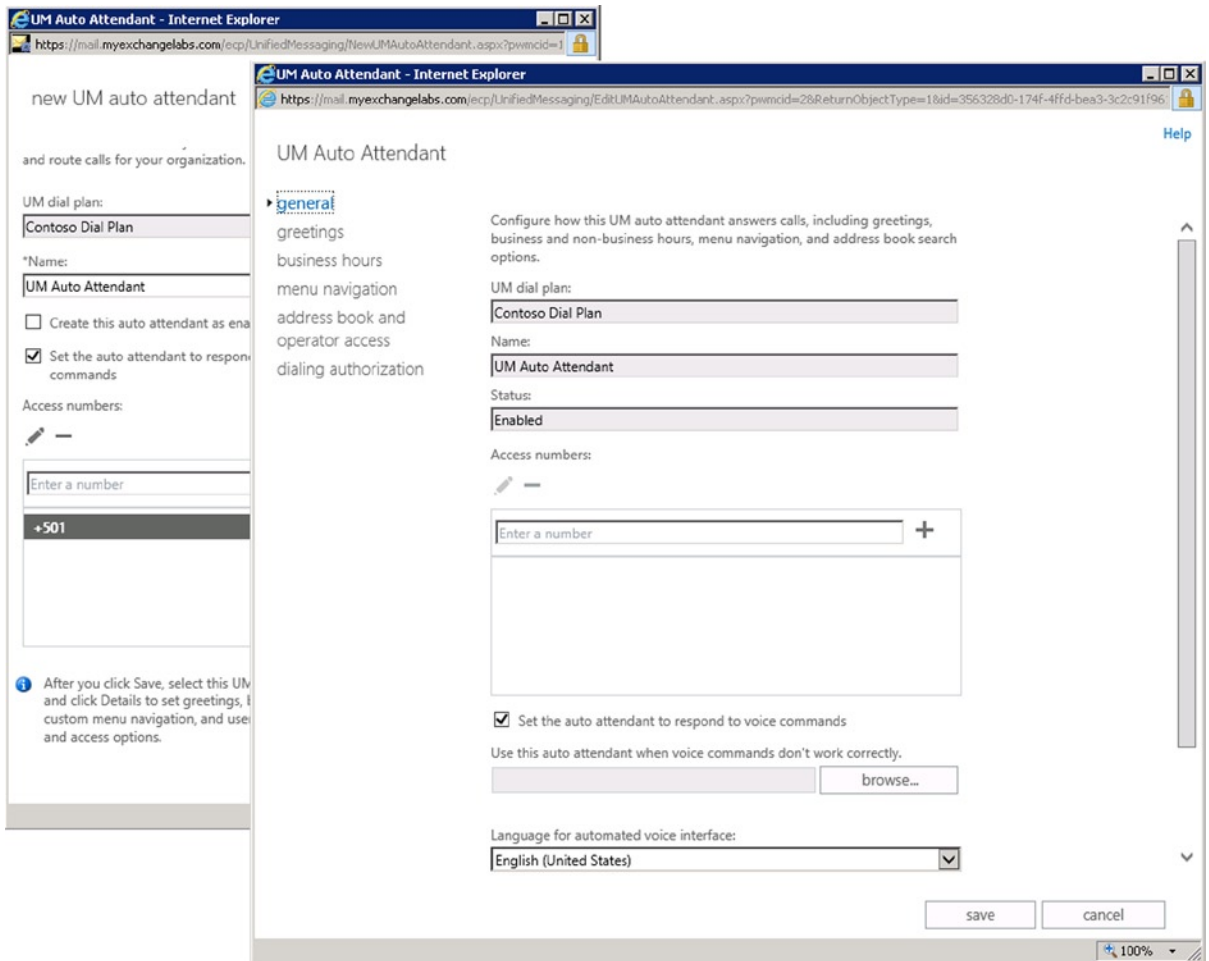 UM Auto Attendant - Internet Explorer
https://mail.myexchangelabs.com/ecp/UnifiedMessaging/NewUMAutoAttendant.aspx?pwmcid=1
new UM auto attendant
and route calls for your organization.
UM dial plan:
Contoso Dial Plan
*Name:
UM Auto Attendant
Create this auto attendant as ena
Set the auto attendant to respon
commands
Access numbers:
Enter a number
+501
After you click Save, select this UM
and click Details to set greetings, b
custom menu navigation, and use
and access options.
UM Auto Attendant - Internet Explorer
https://mail.myexchangelabs.com/ecp/UnifiedMessaging/EditUMAutoAttendant.aspx?pwmcid=2&ReturnObjectType=1&id=356328d0-174f-4ffd-bea3-3c2c91f96
Help
UM Auto Attendant
general
greetings
business hours
menu navigation
address book and
operator access
dialing authorization
Configure how this UM auto attendant answers calls, including greetings,
business and non-business hours, menu navigation, and address book search
options.
UM dial plan:
Contoso Dial Plan
Name:
UM Auto Attendant
Status:
Enabled
Access numbers:
Enter a number
Set the auto attendant to respond to voice commands
Use this auto attendant when voice commands don't work correctly.
browse...
Language for automated voice interface:
English (United States)
save
cancel
100%